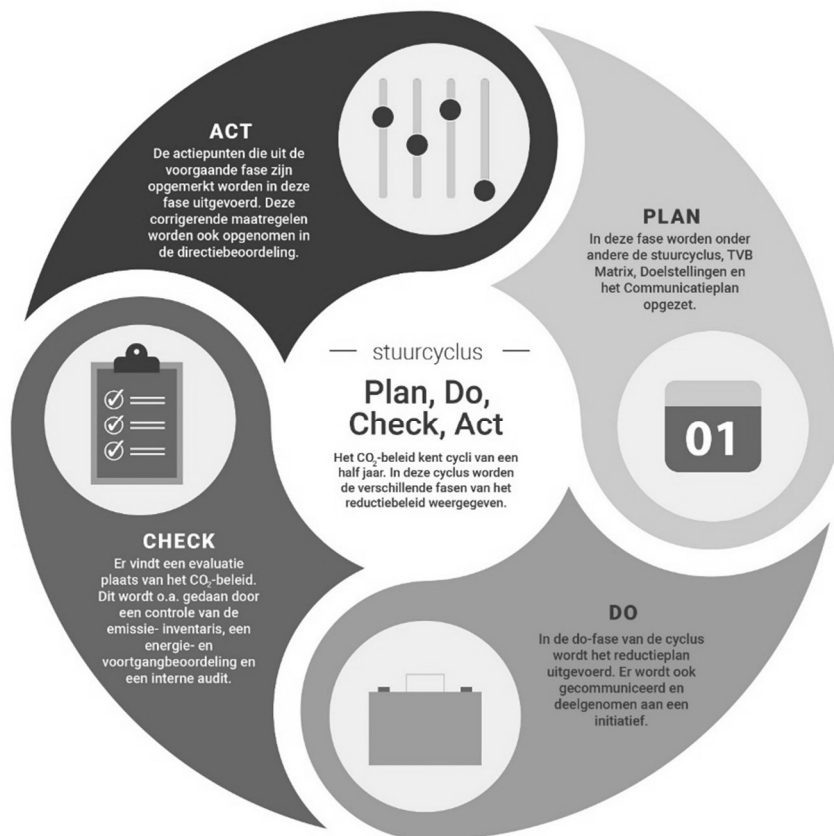 ACT
De actiepunten die uit de
voorgaande fase zijn
opgemerkt worden in deze
fase uitgevoerd. Deze
corrigerende maatregelen
worden ook opgenomen in
de directiebeoordeling.
PLAN
In deze fase worden onder
andere de stuurcyclus, TVB
Matrix, Doelstellingen en
het Communicatieplan
opgezet.
01
stuurcyclus
Plan, Do,
Check, Act
Het CO₂-beleid kent cycli van een
half jaar. In deze cyclus worden
de verschillende fasen van het
reductiebeleid weergegeven.
CHECK
Er vindt een evaluatie
plaats van het CO₂-beleid.
Dit wordt o.a. gedaan door
een controle van de
emissie- inventaris, een
energie- en
voortgangbeoordeling en
een interne audit.
DO
In de do-fase van de cyclus
wordt het reductieplan
uitgevoerd. Er wordt ook
gecommuniceerd en
deelgenomen aan een
initiatief.